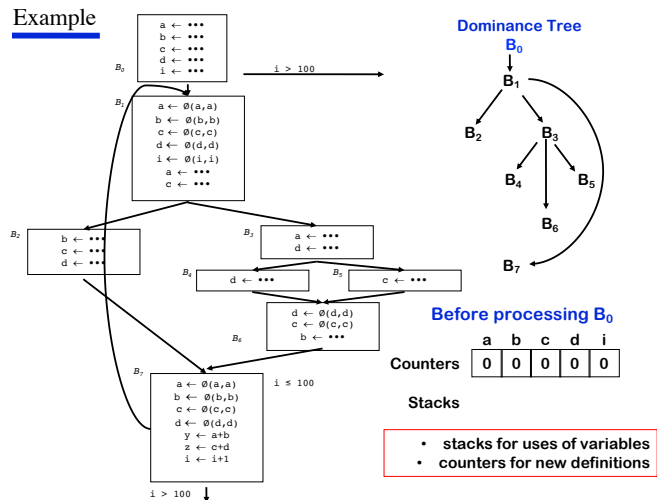 Example
B0
a ← •••
b ← •••
c ← •••
d ← •••
i ← •••
i > 100
B1
a ← Ø(a,a)
b ← Ø(b,b)
c ← Ø(c,c)
d ← Ø(d,d)
i ← Ø(i,i)
a ← •••
c ← •••
B2
b ← •••
c ← •••
d ← •••
B3
a ← •••
d ← •••
B4
d ← •••
B5
c ← •••
d ← Ø(d,d)
c ← Ø(c,c)
b ← •••
B6
B7
i ≤ 100
a ← Ø(a,a)
b ← Ø(b,b)
c ← Ø(c,c)
d ← Ø(d,d)
y ← a+b
z ← c+d
i ← i+1
i > 100
Dominance Tree
B0
B1
B2
B3
B4
B5
B6
B7
Before processing B0
a b c d i
Counters 0 0 0 0 0
Stacks
• stacks for uses of variables
• counters for new definitions